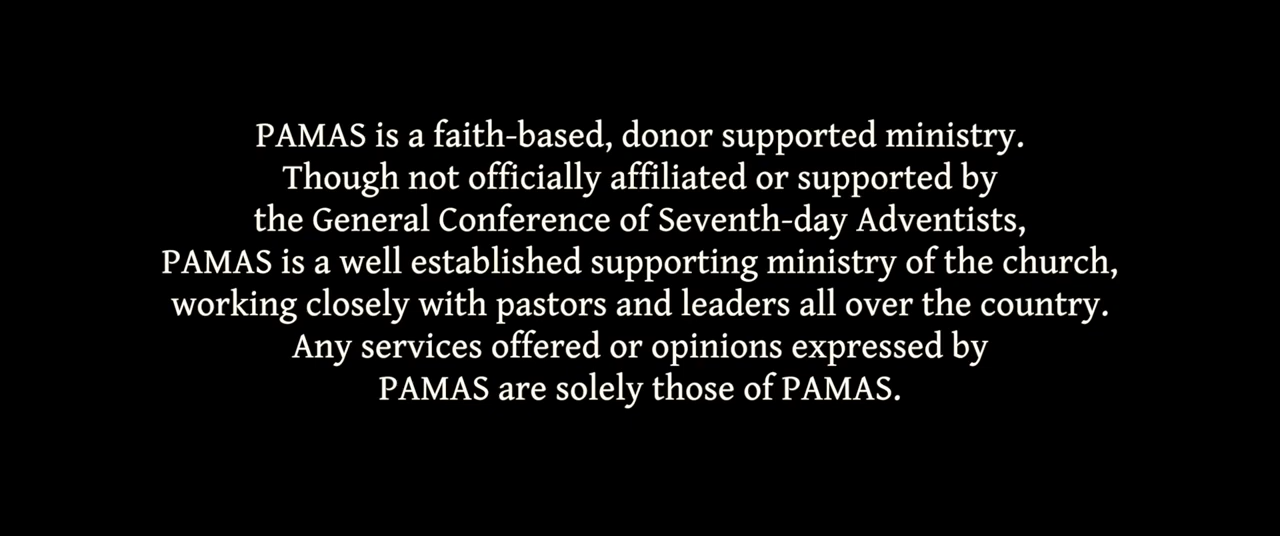 PAMAS is a faith-based, donor supported ministry.
Though not officially affiliated or supported by
the General Conference of Seventh-day Adventists,
PAMAS is a well established supporting ministry of the church,
working closely with pastors and leaders all over the country.
Any services offered or opinions expressed by
PAMAS are solely those of PAMAS.